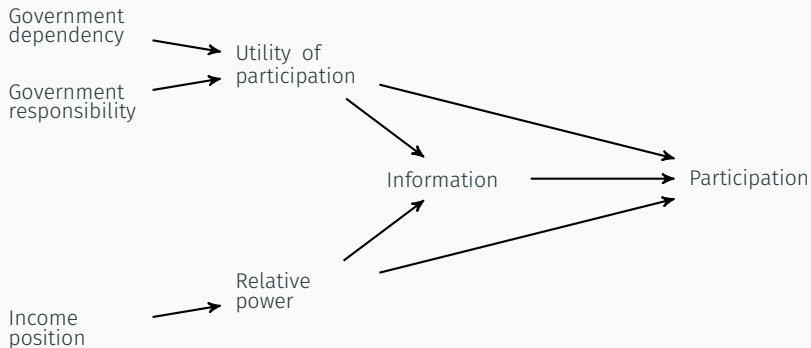 Government
dependency
Utility of
participation
Government
responsibility
Information
Participation
Relative
power
Income
position